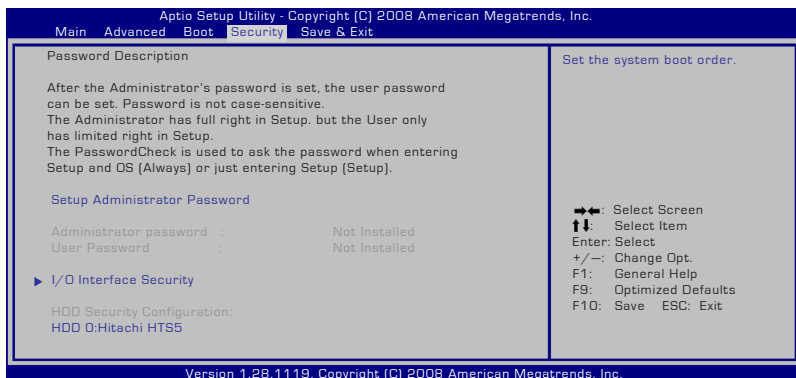 Aptio Setup Utility - Copyright (C) 2008 American Megatrends, Inc.
Main Advanced Boot Security Save & Exit
Password Description
After the Administrator's password is set, the user password
can be set. Password is not case-sensitive.
The Administrator has full right in Setup. but the User only
has limited right in Setup.
The PasswordCheck is used to ask the password when entering
Setup and OS (Always) or just entering Setup (Setup).
Setup Administrator Password
Administrator password : Not Installed
User Password : Not Installed
I/O Interface Security
HDD Security Configuration:
HDD 0:Hitachi HTS5
Set the system boot order.
→←: Select Screen
↑↓: Select Item
Enter: Select
+/—: Change Opt.
F1: General Help
F9: Optimized Defaults
F10: Save ESC: Exit
Version 1.28.1119. Copyright (C) 2008 American Megatrends, Inc.